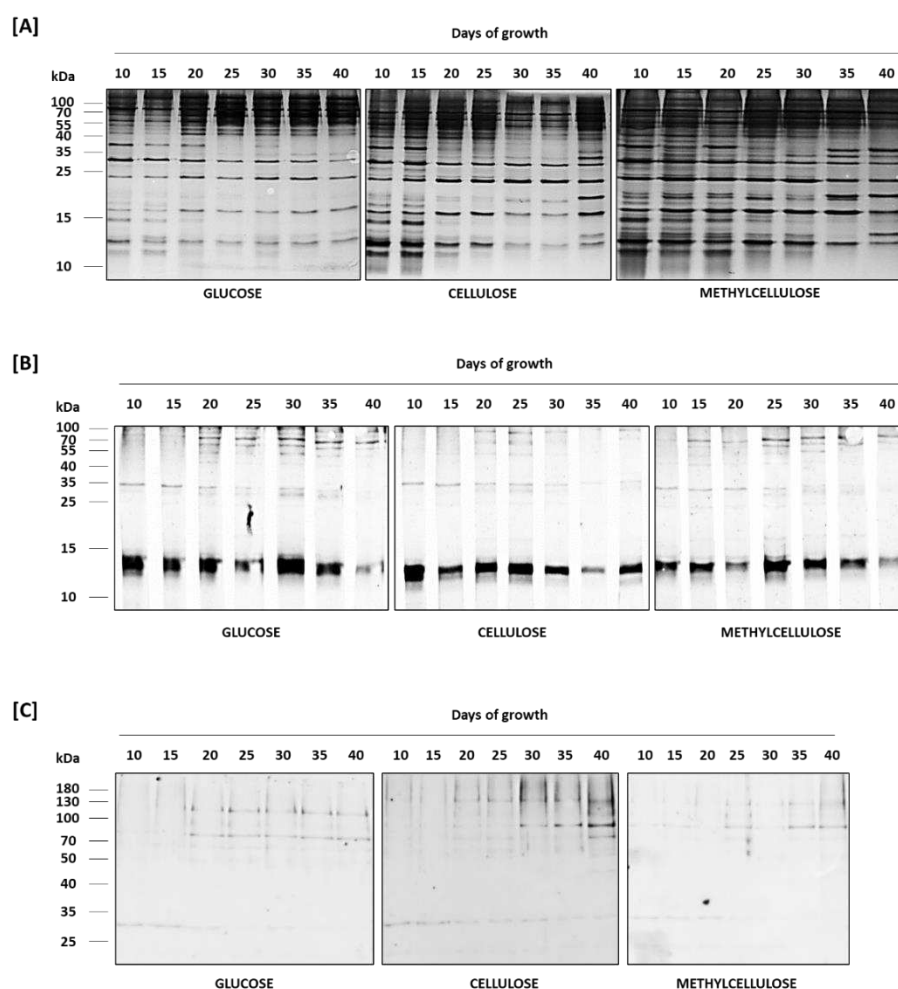 [A]
Days of growth
kDa 10 15 20 25 30 35 40 10 15 20 25 30 35 40 10 15 20 25 30 35 40
100
70
55
40
35
25
15
10
GLUCOSE CELLULOSE METHYLCELLULOSE
[B]
Days of growth
kDa 10 15 20 25 30 35 40 10 15 20 25 30 35 40 10 15 20 25 30 35 40
100
70
55
40
35
25
15
10
GLUCOSE CELLULOSE METHYLCELLULOSE
[C]
Days of growth
kDa 10 15 20 25 30 35 40 10 15 20 25 30 35 40 10 15 20 25 30 35 40
180
130
100
70
50
40
35
25
GLUCOSE CELLULOSE METHYLCELLULOSE